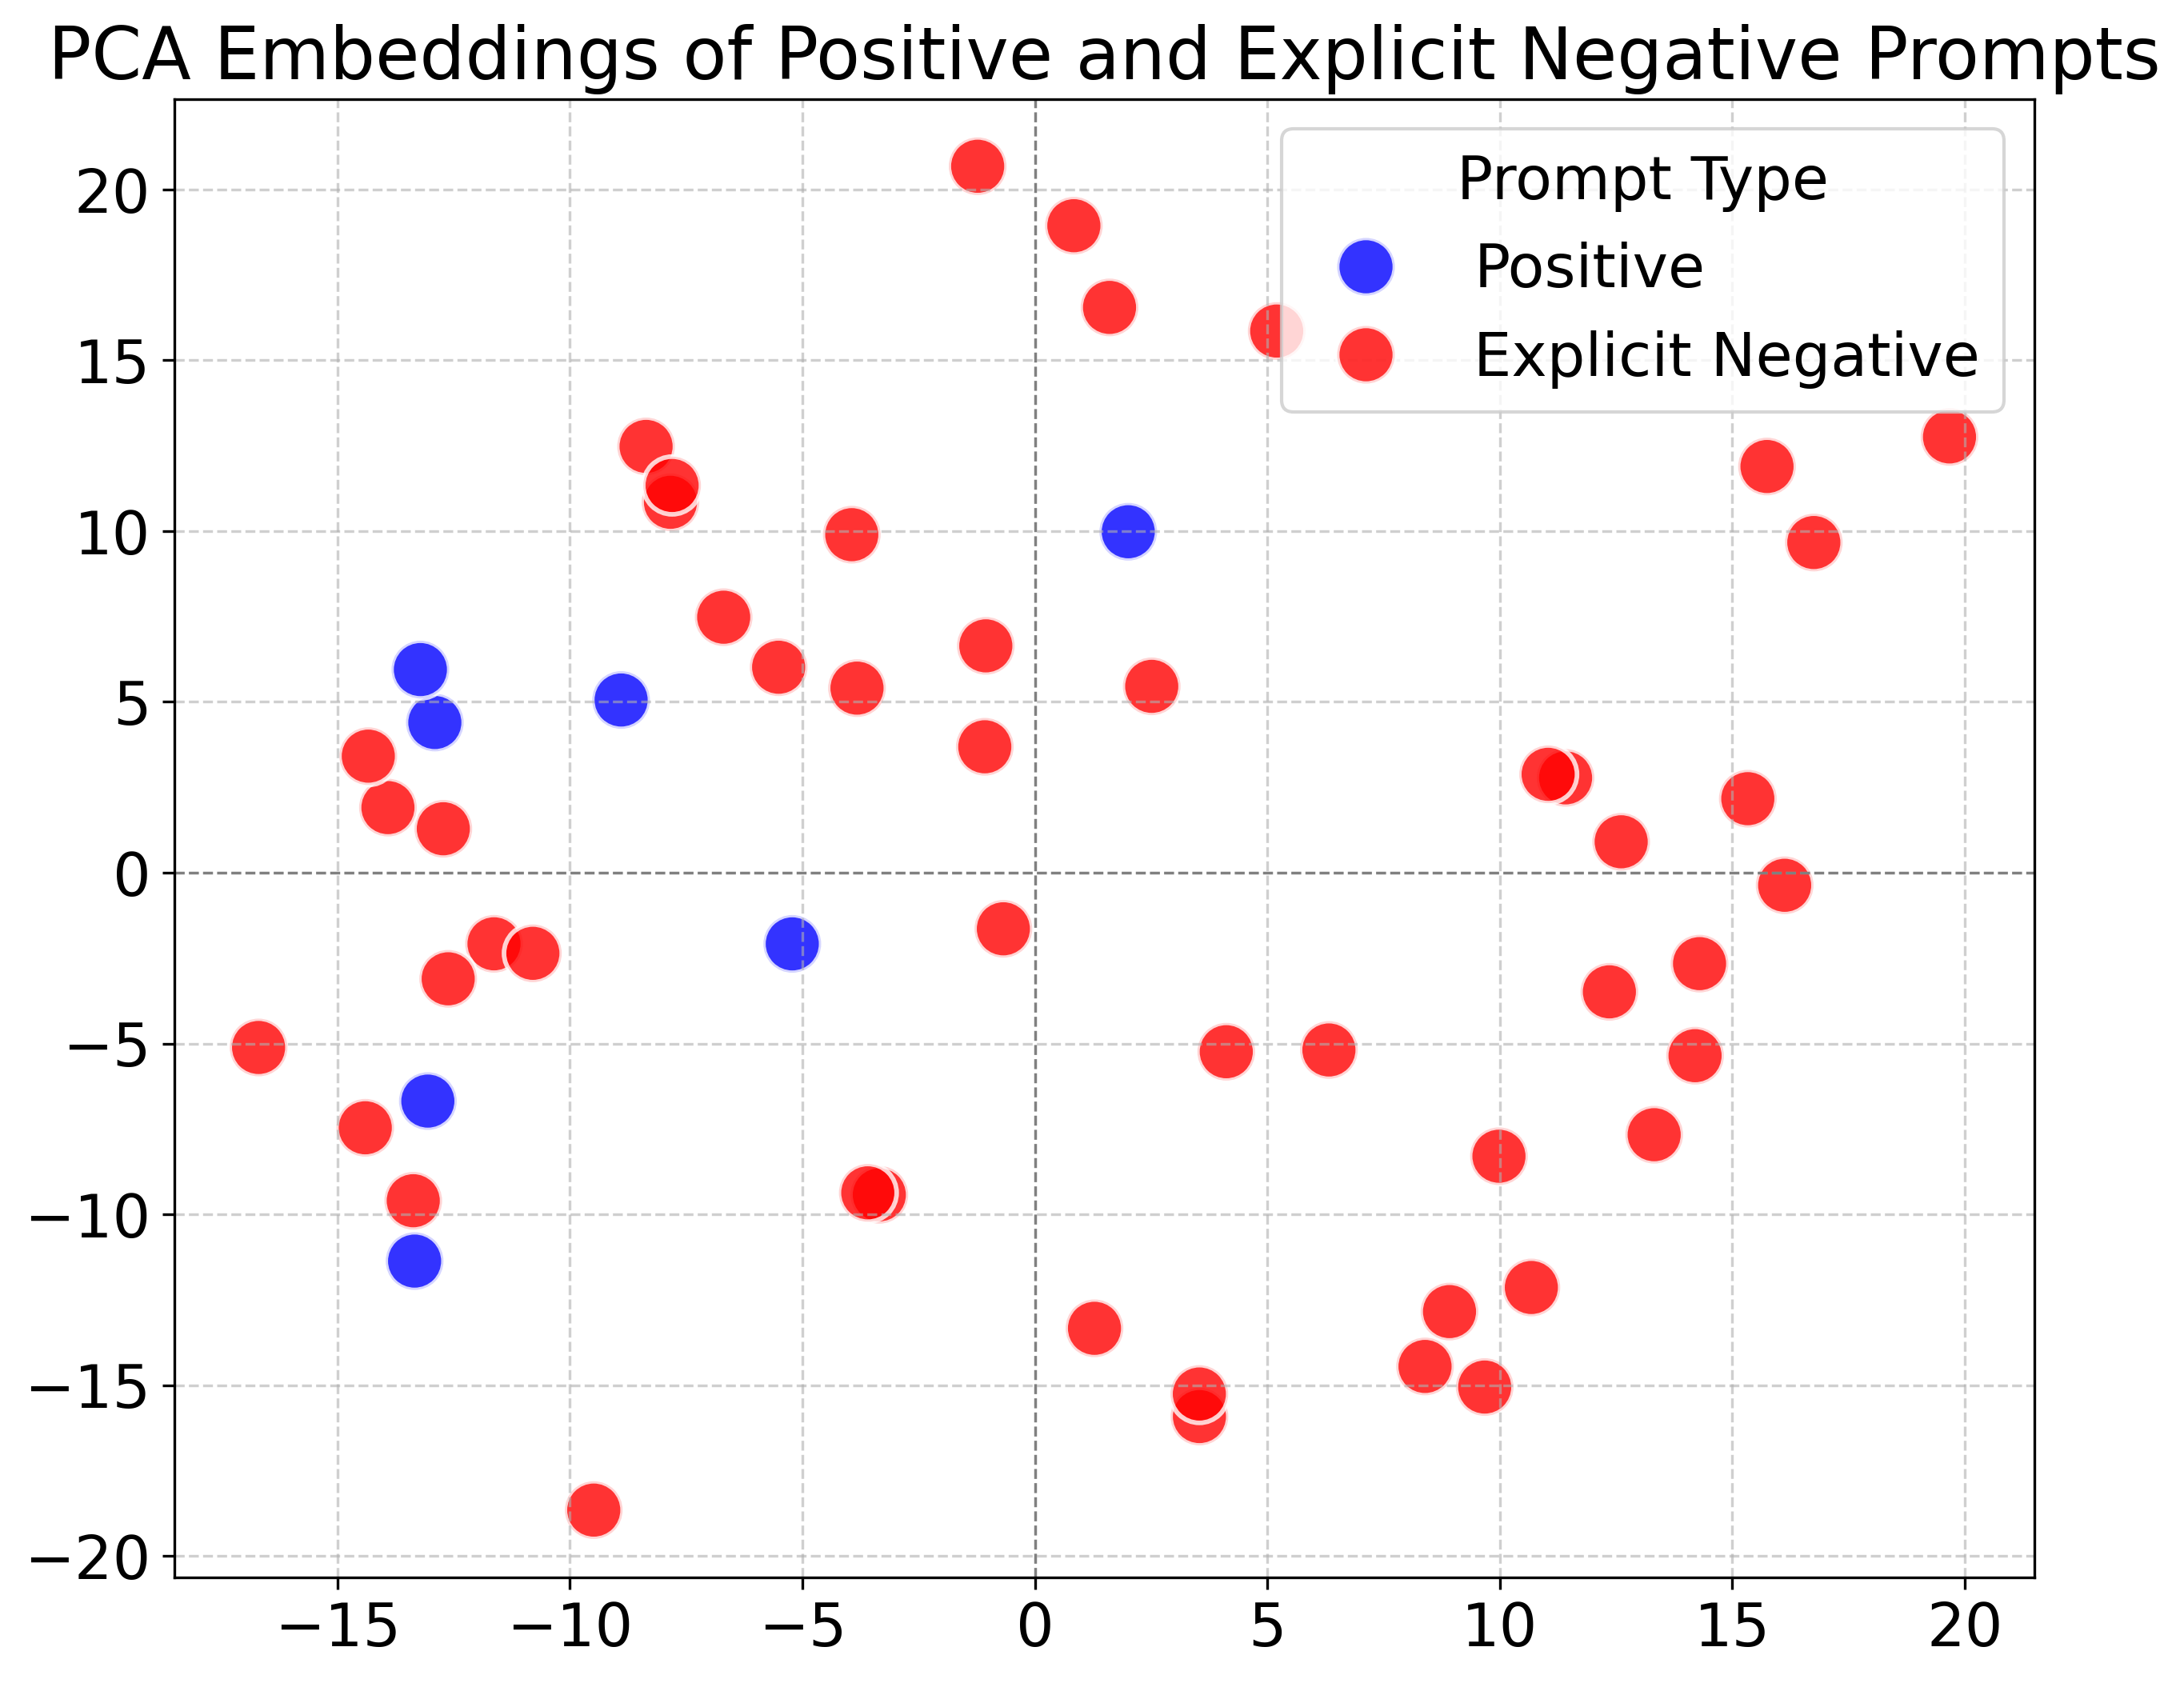 PCA Embeddings of Positive and Explicit Negative Prompts
Prompt Type
Positive
Explicit Negative
20
15
10
5
0
−5
−10
−15
−20
−15 −10 −5 0 5 10 15 20